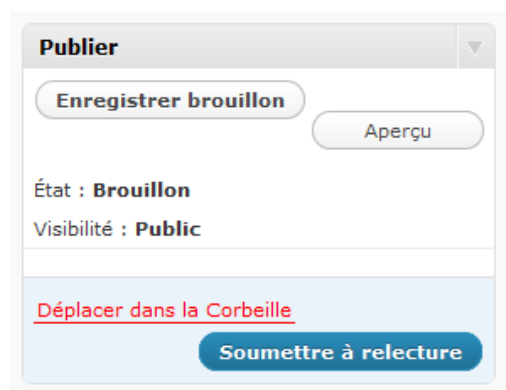 Publier
Enregistrer brouillon
Aperçu
État : Brouillon
Visibilité : Public
Déplacer dans la Corbeille
Soumettre à relecture